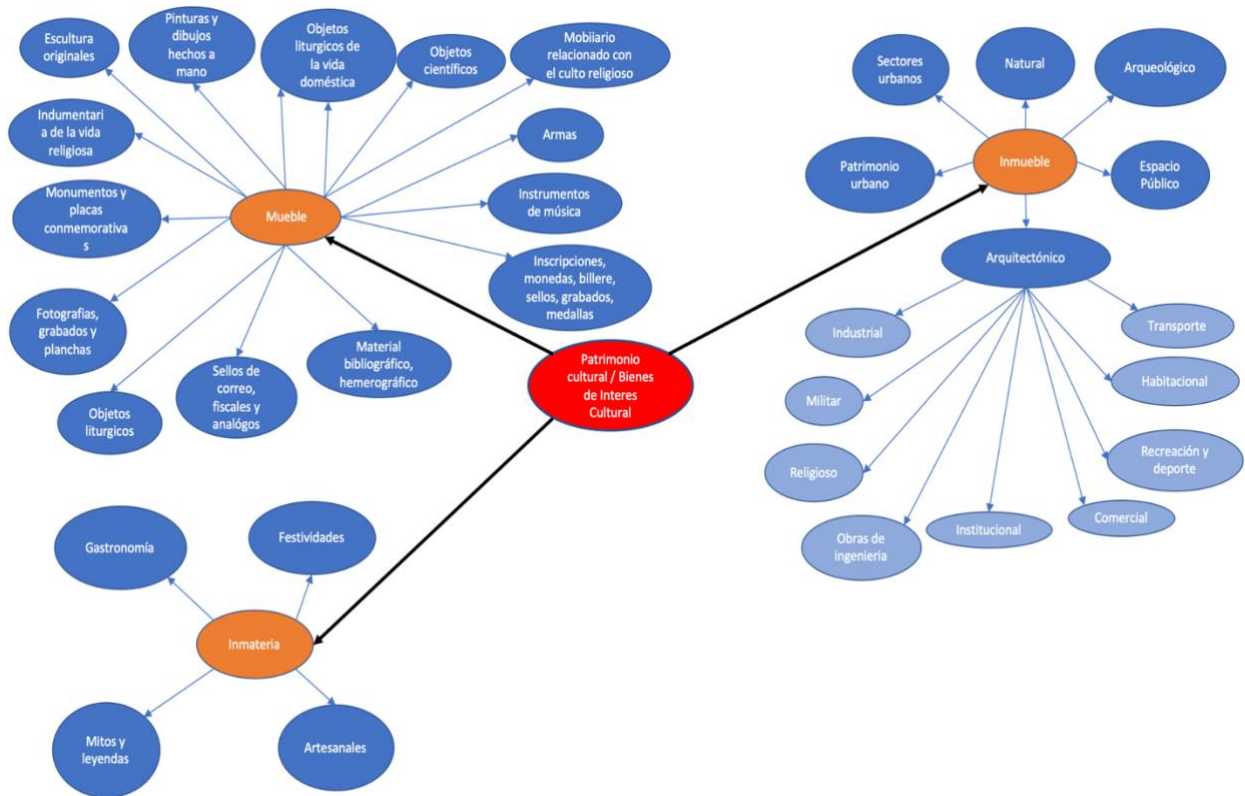 Escultura
originales
Pinturas y
dibujos
hechos a
mano
Objetos
liturgicos de
la vida
doméstica
Objetos
científicos
Mobiiario
relacionado con
el culto religioso
Indumentari
a de la vida
religiosa
Armas
Monumentos y
placas
conmemorativa
s
Mueble
Instrumentos
de música
Inscripciones,
monedas, billere,
sellos, grabados,
medallas
Fotografias,
grabados y
planchas
Objetos
liturgicos
Sellos de
correo,
fiscales y
analógos
Material
bibliográfico,
hemerográfico
Patrimonio
cultural / Bienes
de Interes
Cultural
Sectores
urbanos
Natural
Arqueológico
Patrimonio
urbano
Inmueble
Espacio
Público
Arquitectónico
Industrial
Transporte
Militar
Habitacional
Religioso
Recreación y
deporte
Obras de
ingenieria
Institucional
Comercial
Gastronomía
Festividades
Inmateria
Mitos y
leyendas
Artesanales